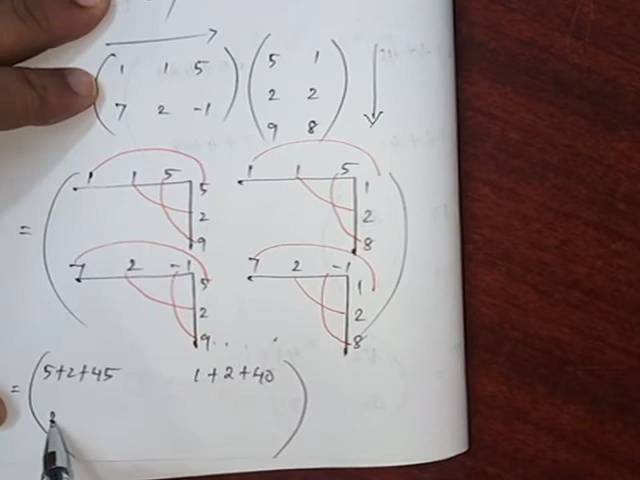 (1 1 5 (5 1
7 2 -1) 2 2
9 8)
= (1 1 5 5 2 9 1 1 5 1 2 8
7 2 -1 5 2 9 7 2 -1 1 2 8)
= (5+2+45 1+2+40)